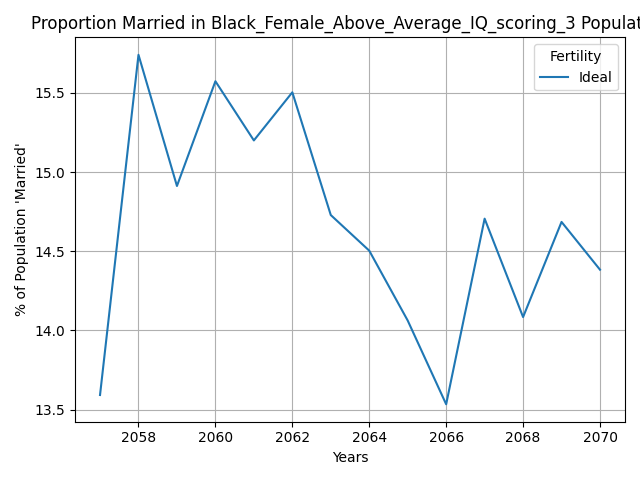 Proportion Married in Black_Female_Above_Average_IQ_scoring_3 Populat
Fertility
Ideal
% of Population 'Married'
15.5
15.0
14.5
14.0
13.5
2058 2060 2062 2064 2066 2068 2070
Years